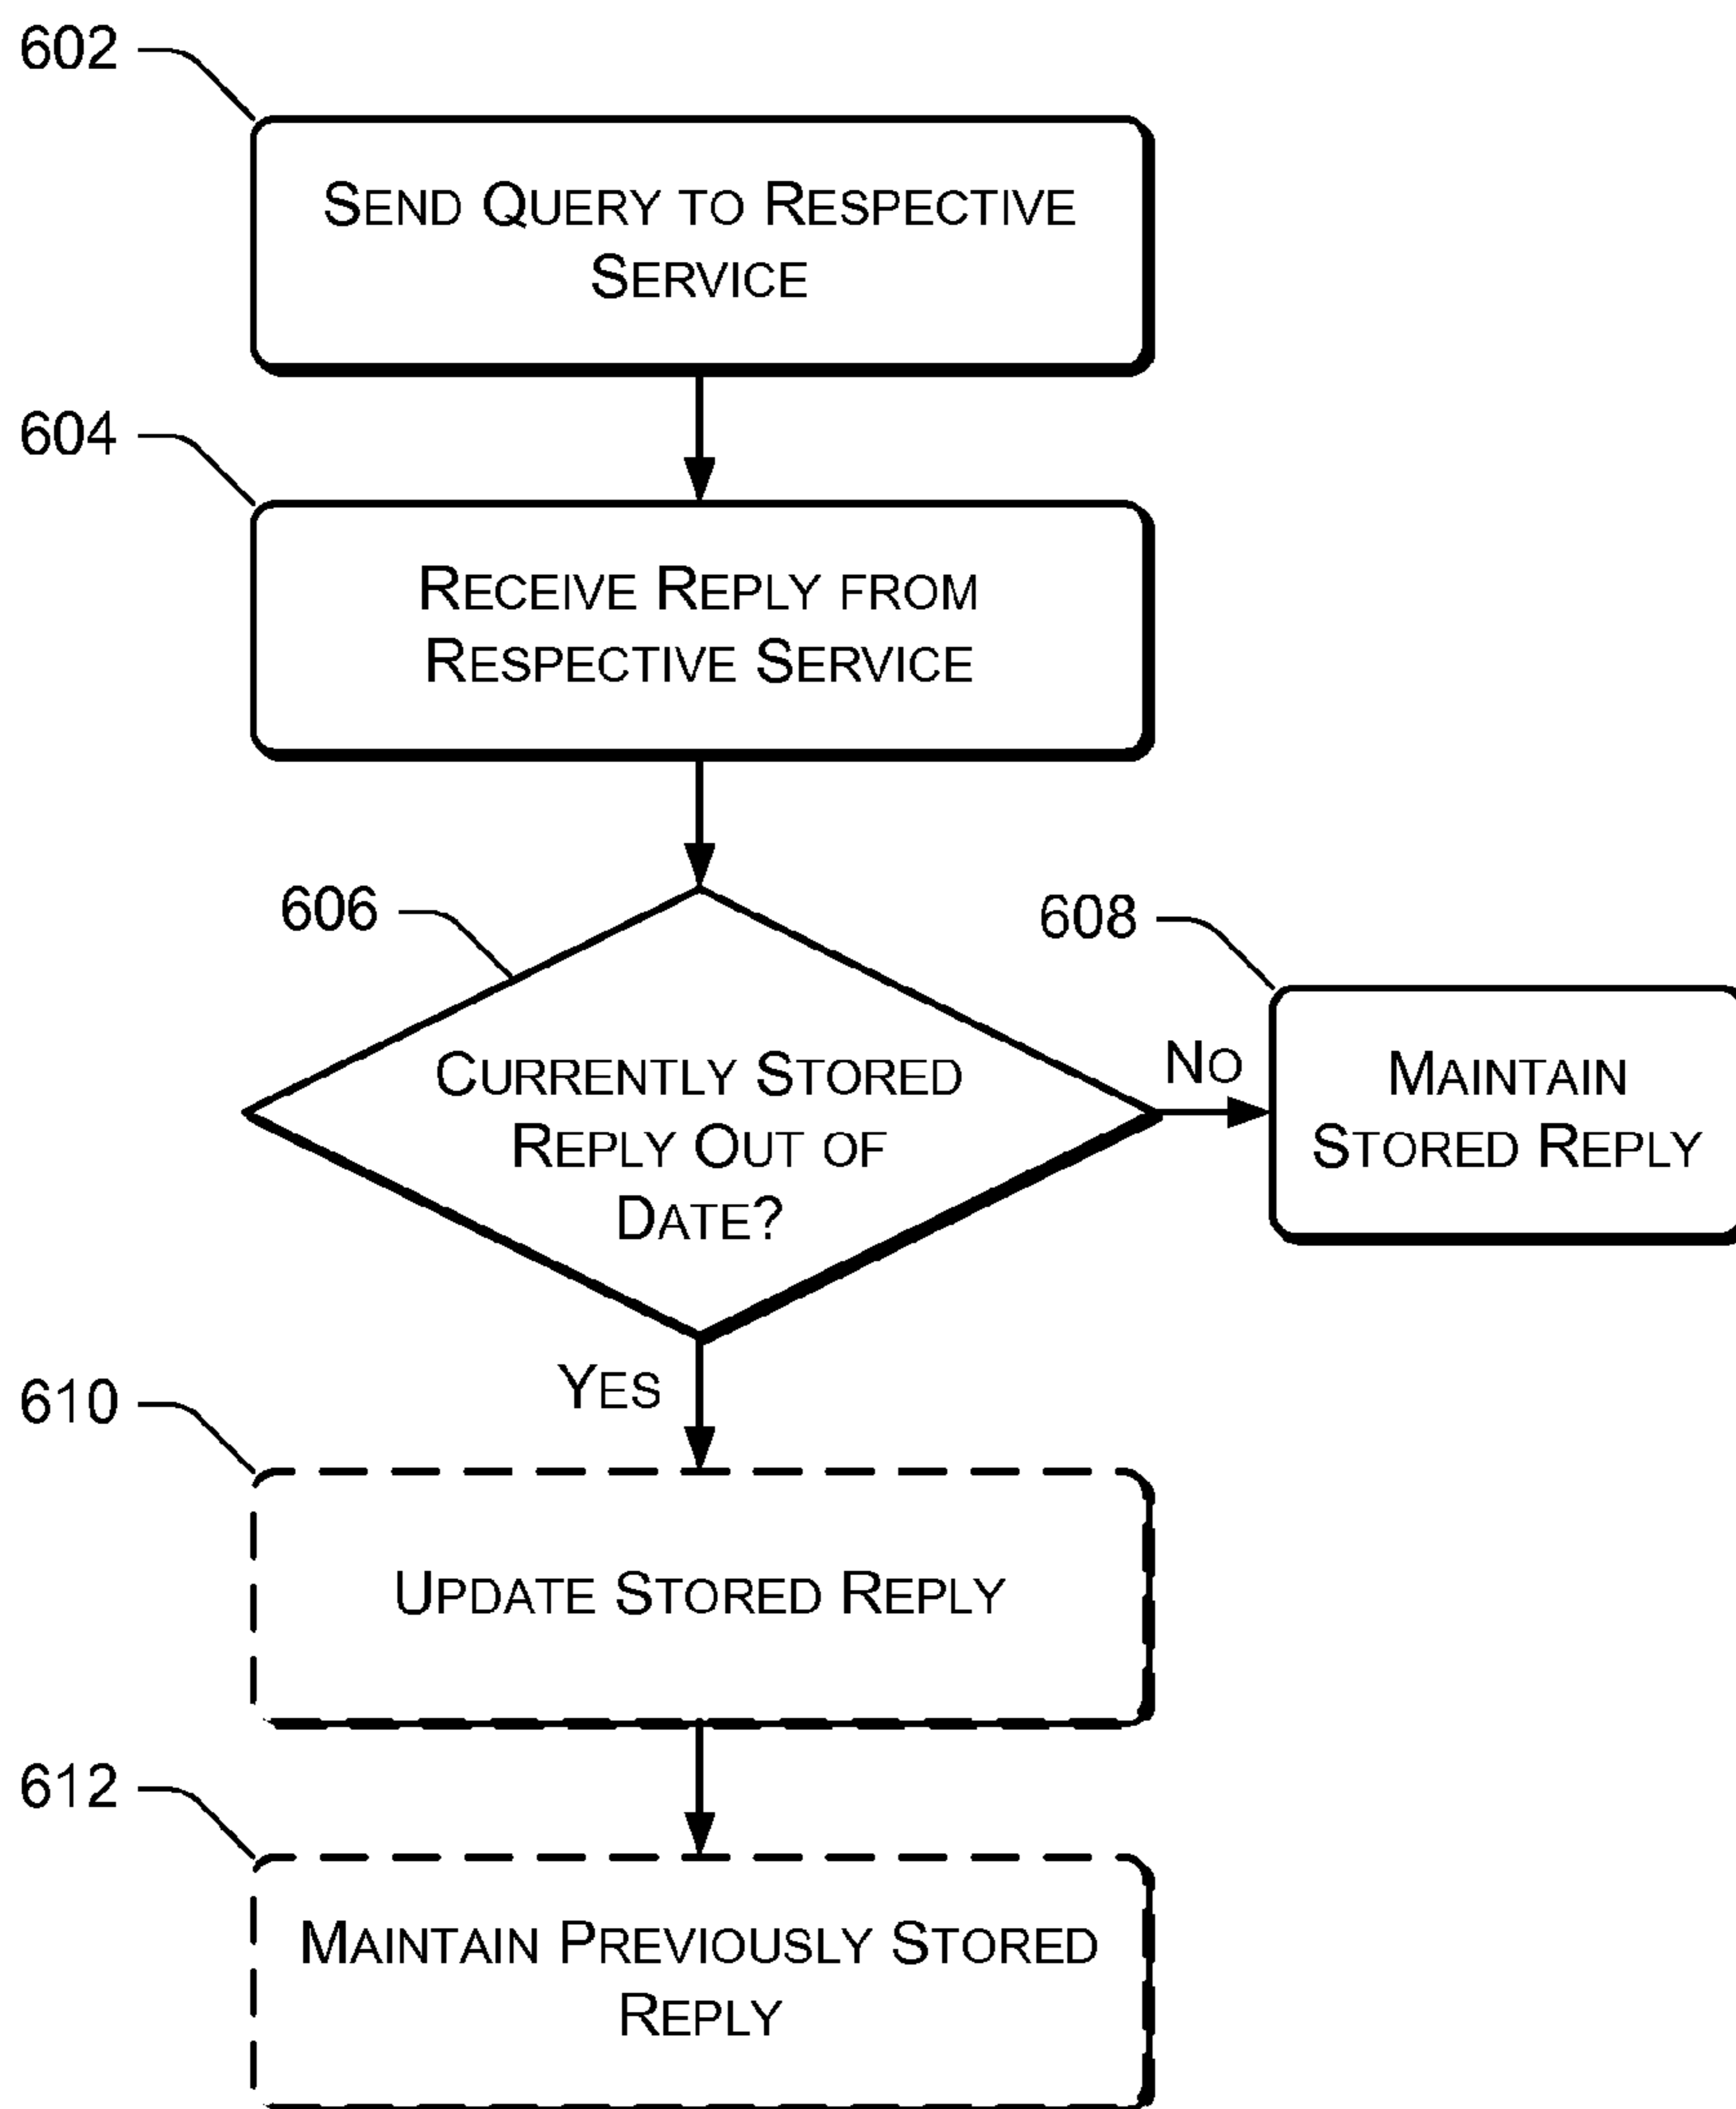 602
SEND QUERY TO RESPECTIVE
SERVICE
604
RECEIVE REPLY FROM
RESPECTIVE SERVICE
606
CURRENTLY STORED
REPLY OUT OF
DATE?
NO
608
MAINTAIN
STORED REPLY
YES
610
UPDATE STORED REPLY
612
MAINTAIN PREVIOUSLY STORED
REPLY